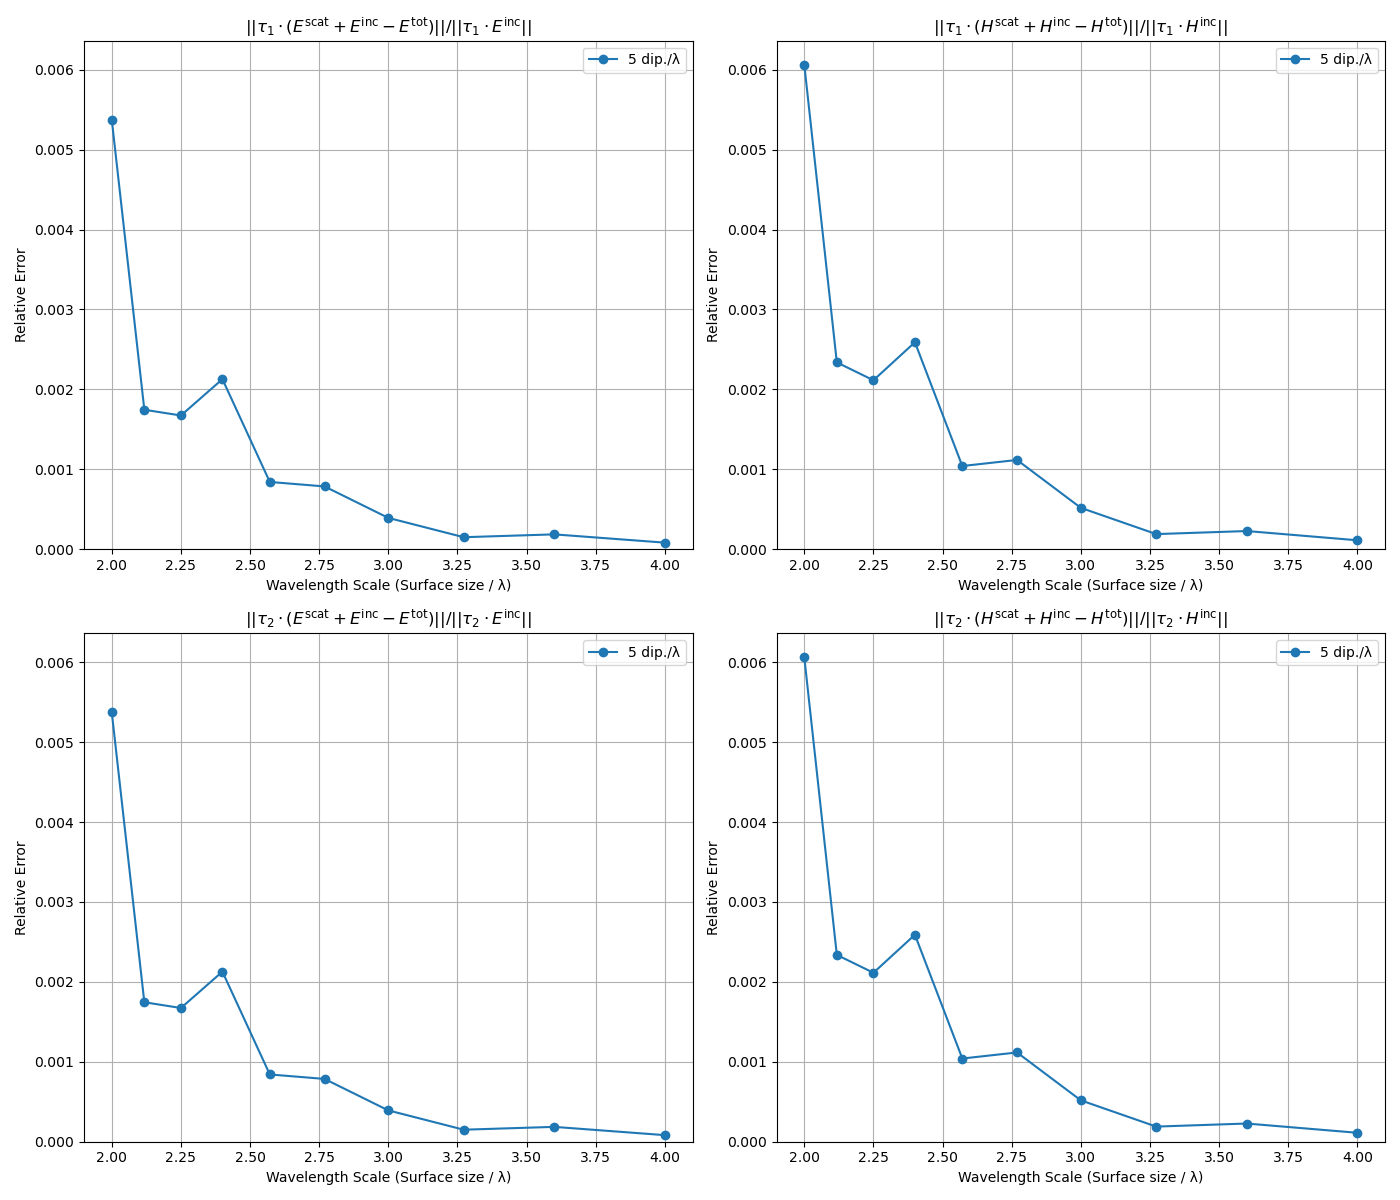 ||τ₁ · (E^scat + E^inc − E^tot)||/||τ₁ · E^inc||
5 dip./λ
0.006
0.005
0.004
0.003
0.002
0.001
0.000
Relative Error
2.00 2.25 2.50 2.75 3.00 3.25 3.50 3.75 4.00
Wavelength Scale (Surface size / λ)
||τ₁ · (H^scat + H^inc − H^tot)||/||τ₁ · H^inc||
5 dip./λ
0.006
0.005
0.004
0.003
0.002
0.001
0.000
Relative Error
2.00 2.25 2.50 2.75 3.00 3.25 3.50 3.75 4.00
Wavelength Scale (Surface size / λ)
||τ₂ · (E^scat + E^inc − E^tot)||/||τ₂ · E^inc||
5 dip./λ
0.006
0.005
0.004
0.003
0.002
0.001
0.000
Relative Error
2.00 2.25 2.50 2.75 3.00 3.25 3.50 3.75 4.00
Wavelength Scale (Surface size / λ)
||τ₂ · (H^scat + H^inc − H^tot)||/||τ₂ · H^inc||
5 dip./λ
0.006
0.005
0.004
0.003
0.002
0.001
0.000
Relative Error
2.00 2.25 2.50 2.75 3.00 3.25 3.50 3.75 4.00
Wavelength Scale (Surface size / λ)